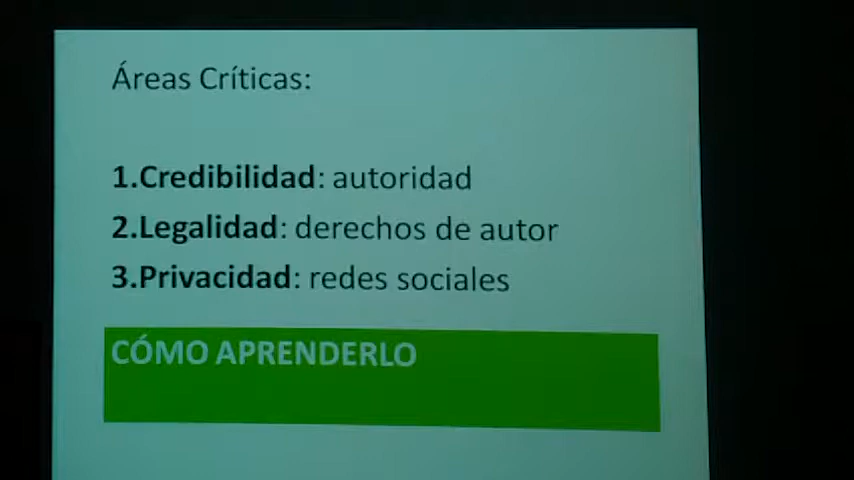 Áreas Críticas:
1.Credibilidad: autoridad
2.Legalidad: derechos de autor
3.Privacidad: redes sociales
CÓMO APRENDERLO